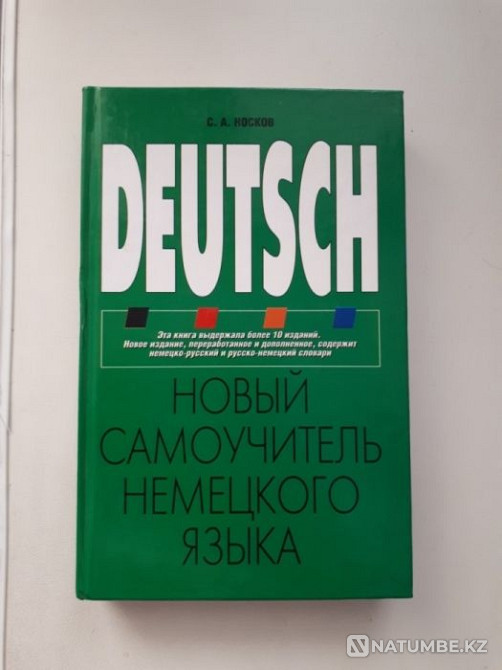 С. А. НОСКОВ
DEUTSCH
Эта книга выдержала более 10 изданий.
Новое издание, переработанное и дополненное, содержит
немецко-русский и русско-немецкий словари
НОВЫЙ
САМОУЧИТЕЛЬ
НЕМЕЦКОГО
ЯЗЫКА
NATUMBE.KZ